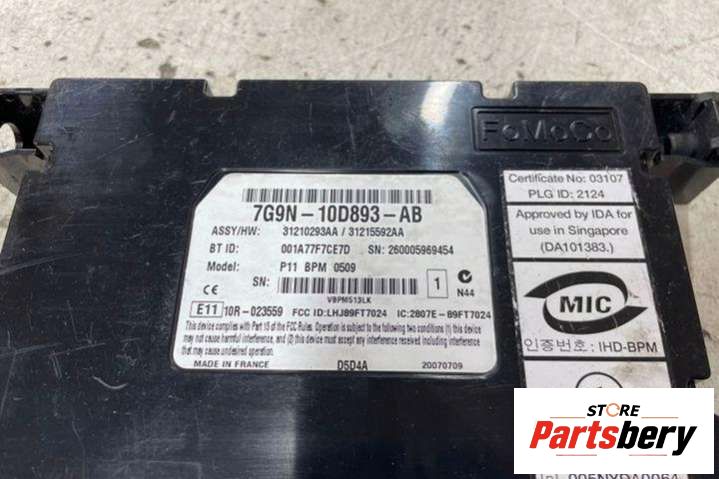 FoMoCo
7G9N - 10D893 - AB
ASSY/HW: 31210293AA / 31215592AA
BT ID: 001A77F7CE7D SN: 260005969454
Model: P11 BPM 0509
SN:
VBPMS13LK
1
N44
CE
E11 10R - 023559 FCC ID:LHJ89FT7024 IC:2807E - 89FT7024
This device complies with Part 15 of the FCC Rules. Operation is subject to the following two conditions (1) this device
may not cause harmful interference, and (2) this device must accept any interference received including interference
that may cause undesired operation.
MADE IN FRANCE D5D4A 20070709
Certificate No: 03107
PLG ID: 2124
Approved by IDA for
use in Singapore
(DA101383.)
MIC
인증번호 : IHD-BPM
STORE
Partsbery